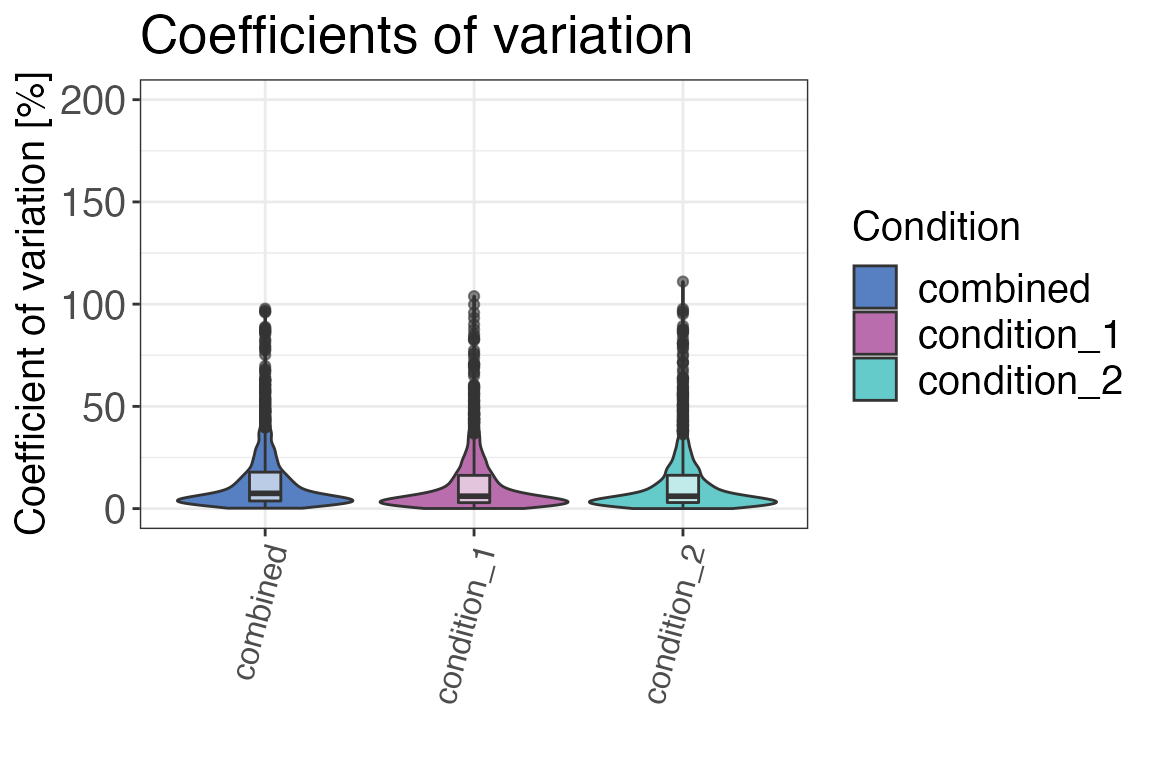 Coefficients of variation
Coefficient of variation [%]
200
150
100
50
0
combined
condition_1
condition_2
Condition
combined
condition_1
condition_2